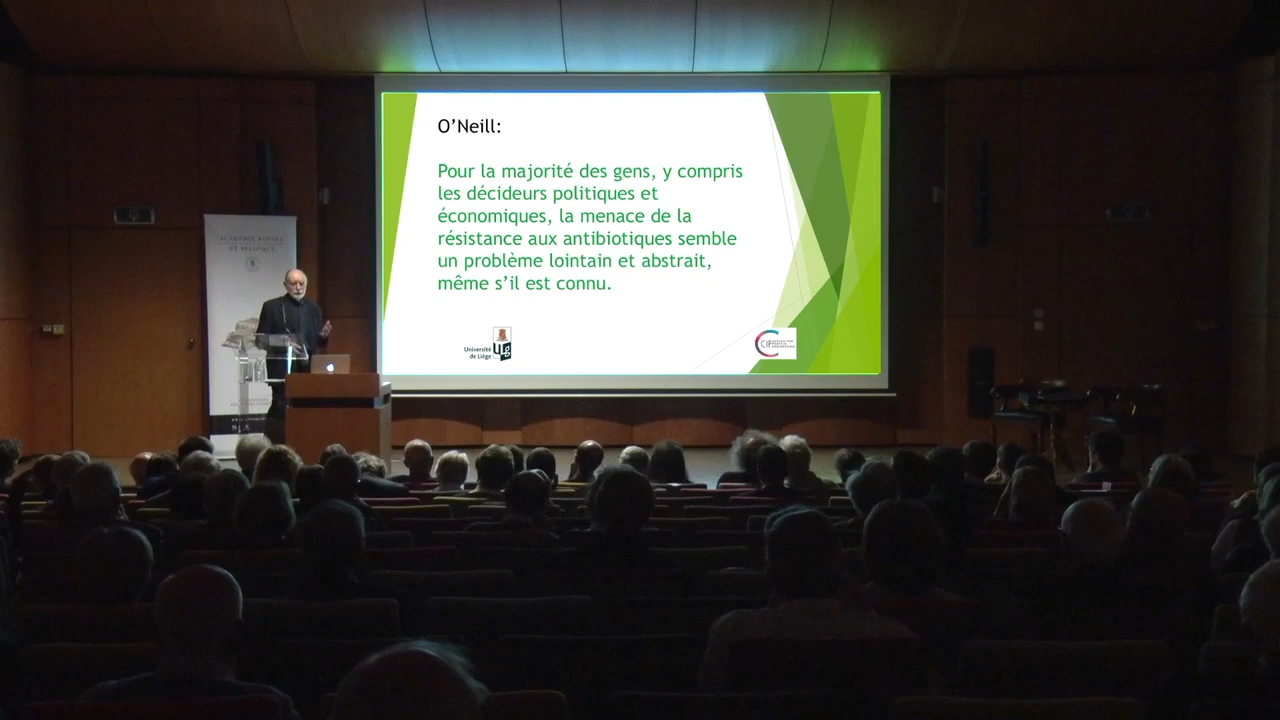 O'Neill:
Pour la majorité des gens, y compris
les décideurs politiques et
économiques, la menace de la
résistance aux antibiotiques semble
un problème lointain et abstrait,
même s'il est connu.
Université
de Liège
ACADÉMIE ROYALE
DE BELGIQUE